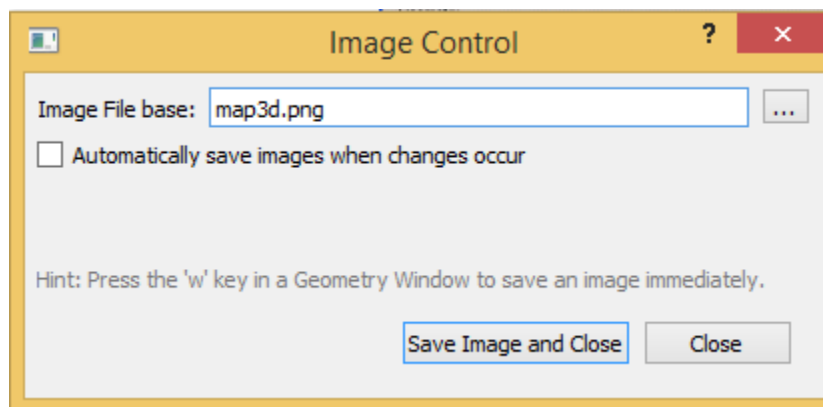 Image Control
?
Image File base: map3d.png ...
Automatically save images when changes occur
Hint: Press the 'w' key in a Geometry Window to save an image immediately.
Save Image and Close Close